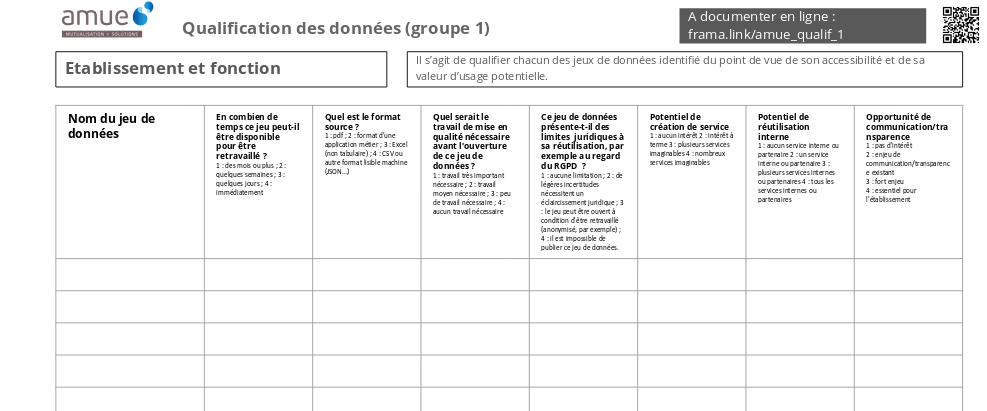 amue
MUTUALISATION • SOLUTIONS
Qualification des données (groupe 1)
A documenter en ligne :
frama.link/amue_qualif_1
Etablissement et fonction
Il s’agit de qualifier chacun des jeux de données identifié du point de vue de son accessibilité et de sa
valeur d’usage potentielle.
Nom du jeu de
données
En combien de
temps ce jeu peut-il
être disponible
pour être
retravaillé ?
1 : des mois ou plus ; 2 :
quelques semaines ; 3 :
quelques jours ; 4 :
immédiatement
Quel est le format
source ?
1 : pdf ; 2 : format d’une
application métier ; 3 : Excel
(non tabulaire) ; 4 : CSV ou
autre format lisible machine
(JSON...)
Quel serait le
travail de mise en
qualité nécessaire
avant l'ouverture
de ce jeu de
données ?
1 : travail très important
nécessaire ; 2 : travail
moyen nécessaire ; 3 : peu
de travail nécessaire ; 4 :
aucun travail nécessaire
Ce jeu de données
présente-t-il des
limites juridiques à
sa réutilisation, par
exemple au regard
du RGPD ?
1 : aucune limitation ; 2 : de
légères incertitudes
nécessitent un
éclaircissement juridique ; 3
: le jeu peut être ouvert à
condition d’être retravaillé
(anonymisé, par exemple) ;
4 : il est impossible de
publier ce jeu de données.
Potentiel de
création de service
1 : aucun intérêt 2 : intérêt à
terme 3 : plusieurs services
imaginables 4 : nombreux
services imaginables
Potentiel de
réutilisation
interne
1 : aucun service interne ou
partenaire 2 : un service
interne ou partenaire 3 :
plusieurs services internes
ou partenaires 4 : tous les
services internes ou
partenaires
Opportunité de
communication/tra
nsparence
1 : pas d’intérêt
2 : enjeu de
communication/transparenc
e existant
3 : fort enjeu
4 : essentiel pour
l’établissement